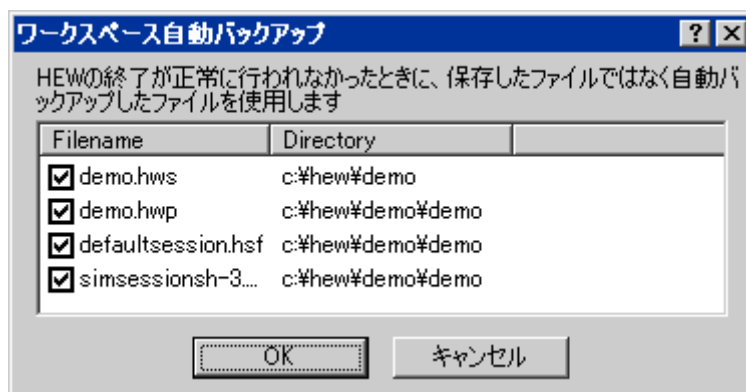 ワークスペース自動バックアップ
HEWの終了が正常に行われなかったときに、保存したファイルではなく自動バ
ックアップしたファイルを使用します
Filename Directory
demo.hws c:¥hew¥demo
demo.hwp c:¥hew¥demo¥demo
defaultsession.hsf c:¥hew¥demo¥demo
simsessionsh-3... c:¥hew¥demo¥demo
OK キャンセル